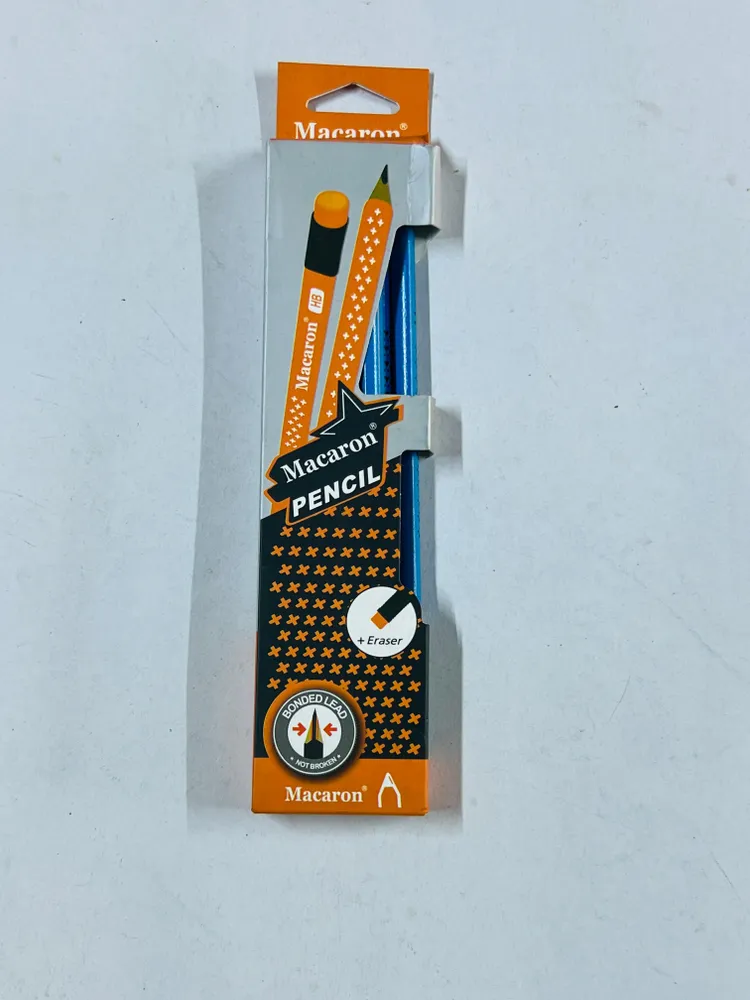 Macaron®
Macaron® HB
Macaron®
PENCIL
+ Eraser
BONDED LEAD
• NOT BROKEN •
Macaron®